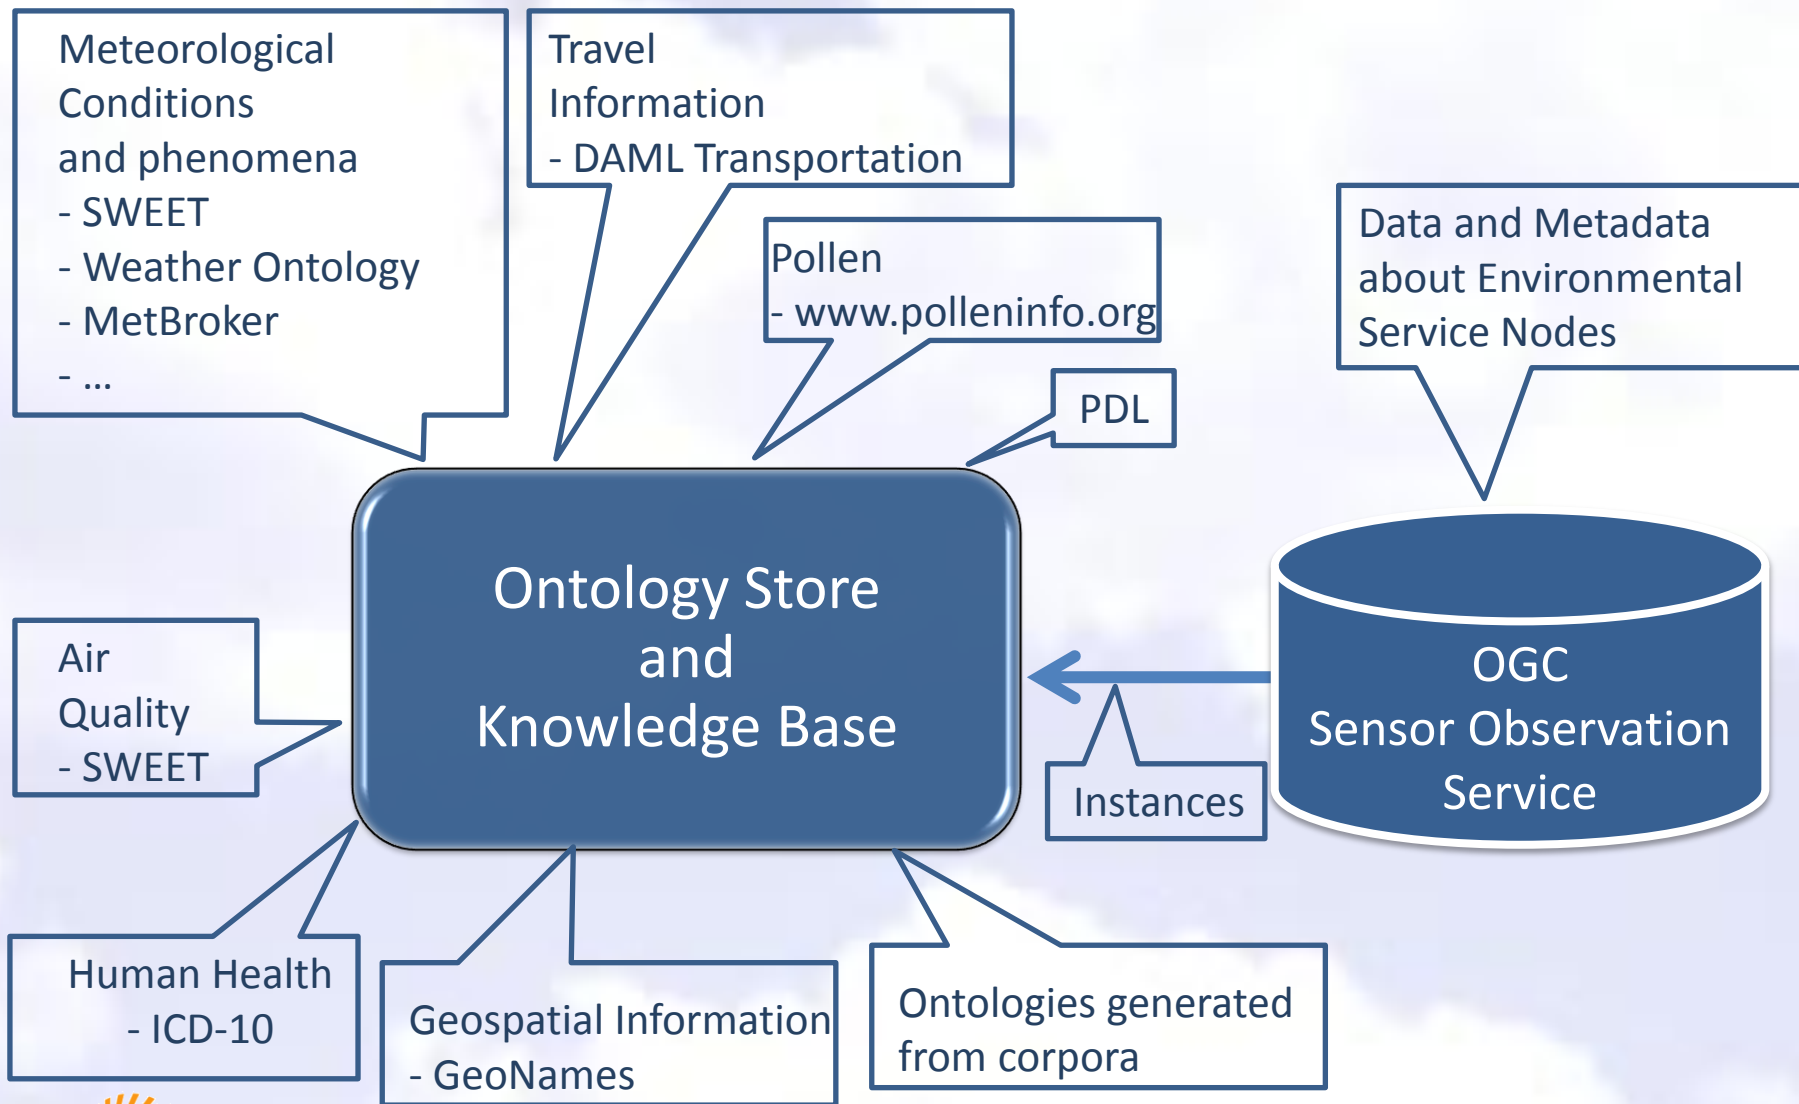 Meteorological
Conditions
and phenomena
- SWEET
- Weather Ontology
- MetBroker
- ...
Travel
Information
- DAML Transportation
Pollen
- www.polleninfo.org
PDL
Data and Metadata
about Environmental
Service Nodes
Ontology Store
and
Knowledge Base
OGC
Sensor Observation
Service
Instances
Air
Quality
- SWEET
Human Health
- ICD-10
Geospatial Information
- GeoNames
Ontologies generated
from corpora